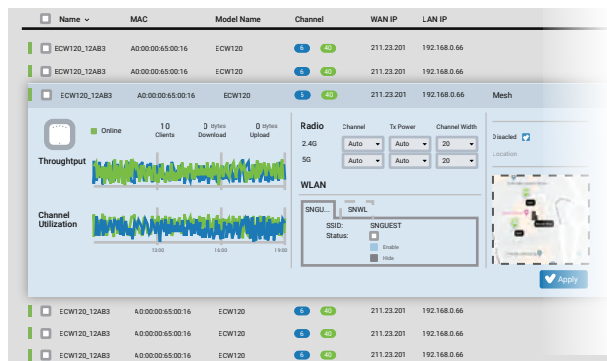 Name MAC Model Name Channel WAN IP LAN IP
ECW120_12AB3 A0:00:00:65:00:16 ECW120 6 40 211.23.201 192.168.0.66
ECW120_12AB3 A0:00:00:65:00:16 ECW120 6 40 211.23.201 192.168.0.66
ECW120_12AB3 A0:00:00:65:00:16 ECW120 6 40 211.23.201 192.168.0.66 Mesh
Online
10 Clients
0 Bytes Download
0 Bytes Upload
Throughtput
Channel Utilization
12:00 16:00 19:00
Radio Channel Tx Power Channel Width
2.4G Auto Auto 20
5G Auto Auto 20
WLAN
SNGU... SNWL
SSID: SNGUEST
Status:
Enable
Hide
Disabled
Location
Apply
ECW120_12AB3 A0:00:00:65:00:16 ECW120 6 40 211.23.201 192.168.0.66
ECW120_12AB3 A0:00:00:65:00:16 ECW120 6 40 211.23.201 192.168.0.66
ECW120_12AB3 A0:00:00:65:00:16 ECW120 6 40 211.23.201 192.168.0.66